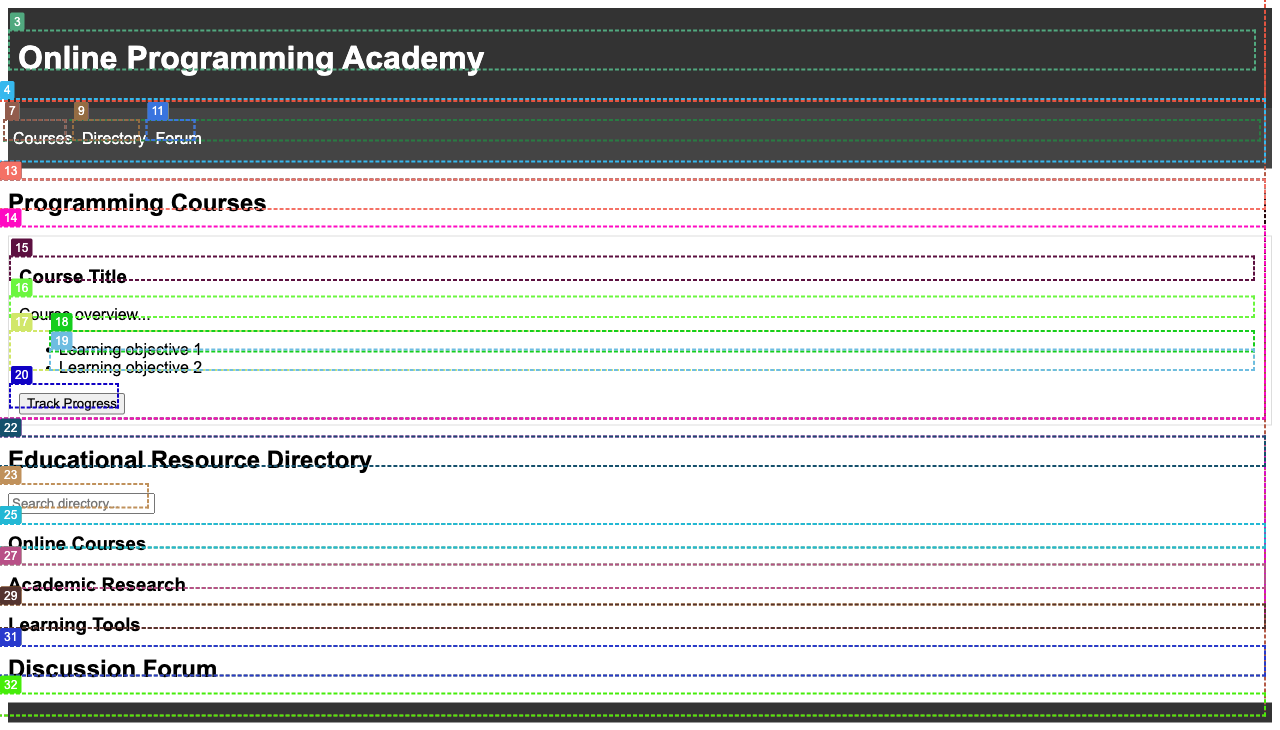 3
Online Programming Academy
4
7 9 11
Courses Directory Forum
13
Programming Courses
14
15
Course Title
16
Course overview...
17 18
19
Learning objective 1
Learning objective 2
20
Track Progress
22
Educational Resource Directory
23
Search directory...
25
Online Courses
27
Academic Research
29
Learning Tools
31
Discussion Forum
32